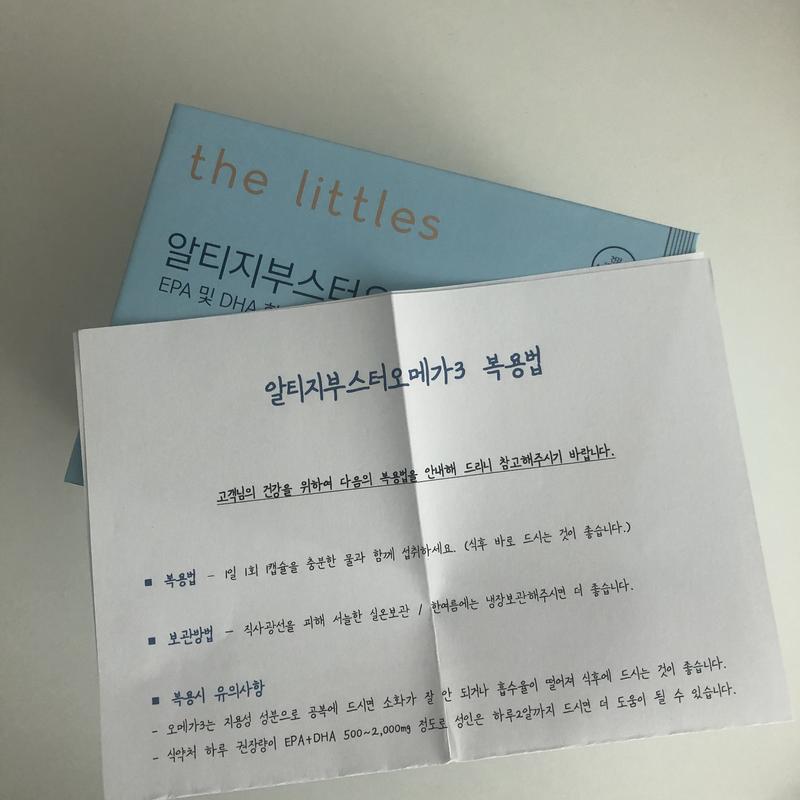 the littles
알티지부스터오
EPA 및 DHA
알티지부스터오메가3 복용법
고객님의 건강을 위하여 다음의 복용법을 안내해 드리니 참고해주시기 바랍니다.
■ 복용법 - 1일 1회 1캡슐을 충분한 물과 함께 섭취하세요. (식후 바로 드시는 것이 좋습니다.)
■ 보관방법 - 직사광선을 피해 서늘한 실온보관 / 한여름에는 냉장보관해주시면 더 좋습니다.
■ 복용시 유의사항
- 오메가3는 지용성 성분으로 공복에 드시면 소화가 잘 안 되거나 흡수율이 떨어져 식후에 드시는 것이 좋습니다.
- 식약처 하루 권장량이 EPA+DHA 500~2,000mg 정도로 성인은 하루2알까지 드시면 더 도움이 될 수 있습니다.